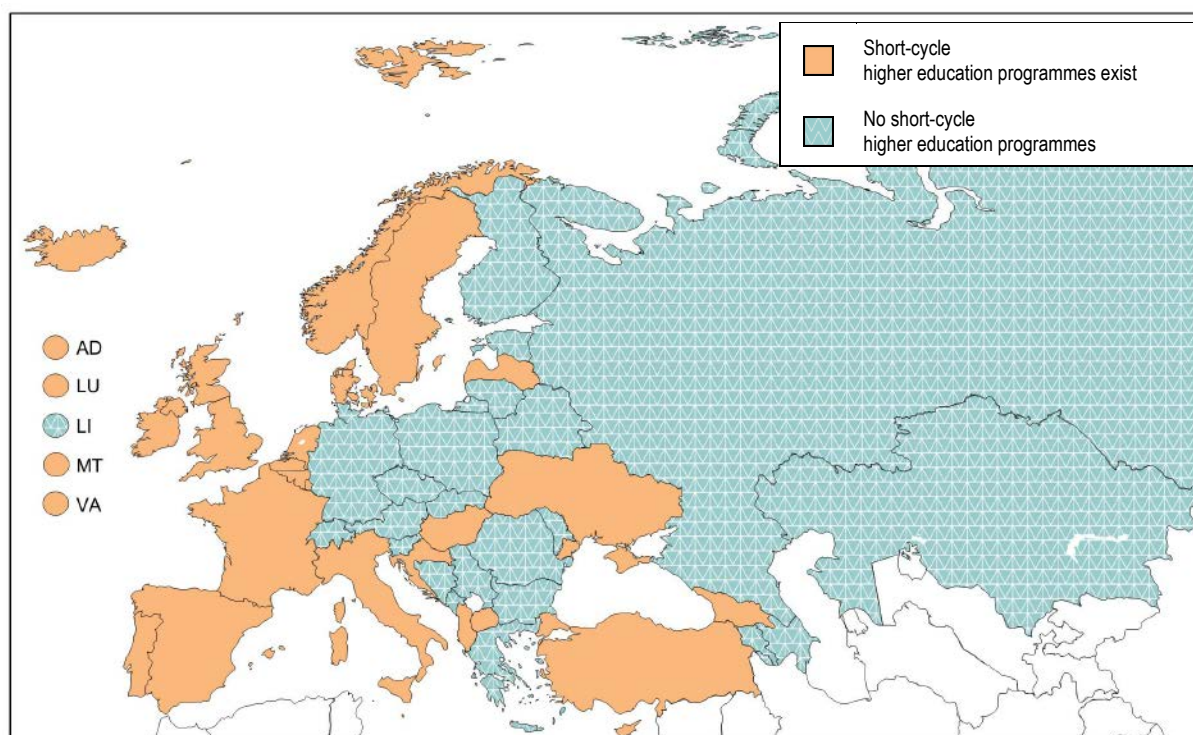 Short-cycle
higher education programmes exist
No short-cycle
higher education programmes
AD
LU
LI
MT
VA